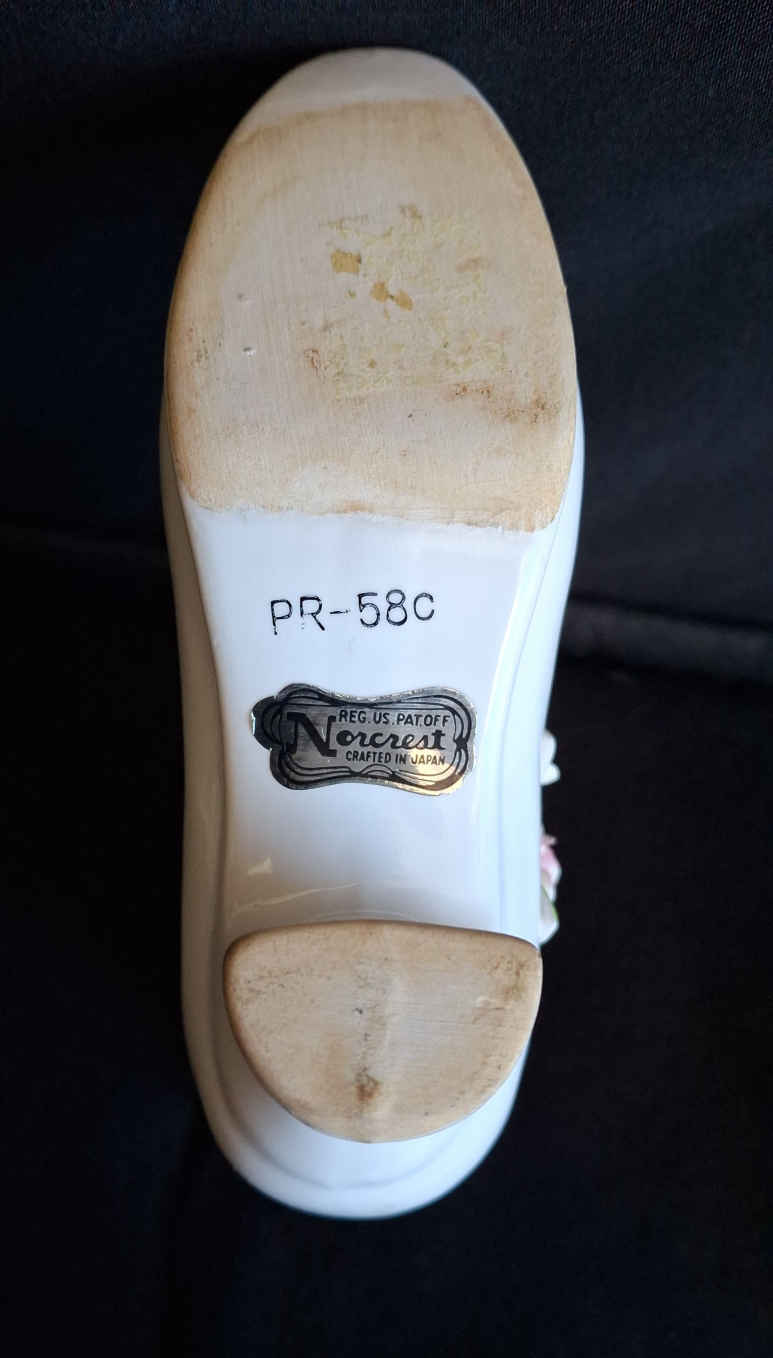 PR-58C
REG. US. PAT. OFF
Norcrest
CRAFTED IN JAPAN